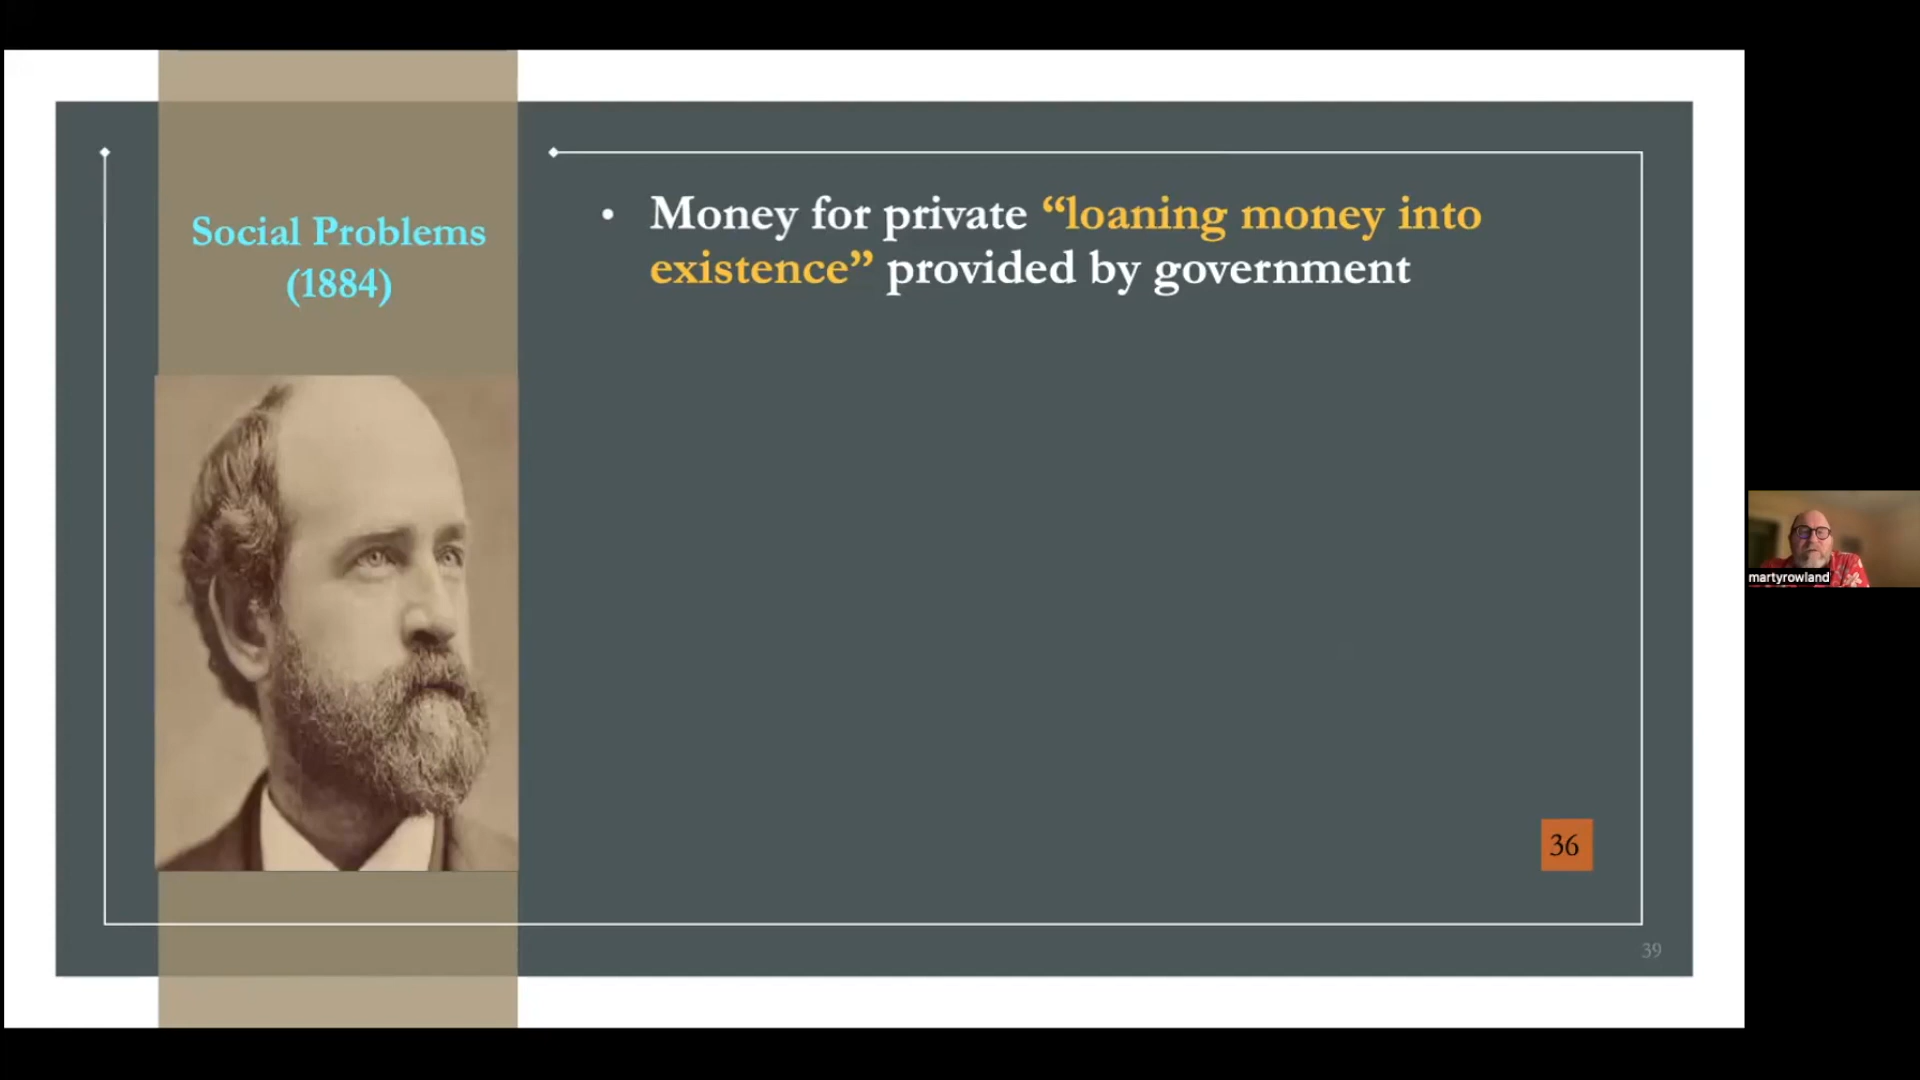 Social Problems
(1884)
• Money for private “loaning money into
existence” provided by government
36
39
martyrowland